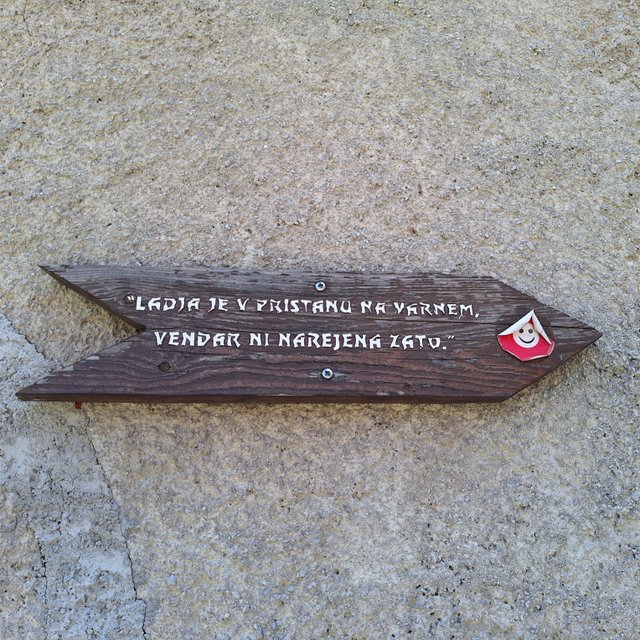 "LADJA JE V PRISTANU NA VARNEM,
VENDAR NI NAREJENA ZATO."